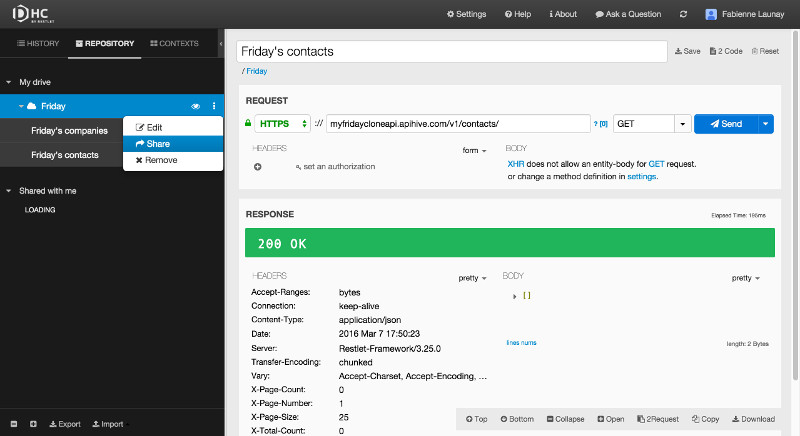 DHC
BY RESTLET
Settings
Help
About
Ask a Question
Fabienne Launay
HISTORY
REPOSITORY
CONTEXTS
My drive
Friday
Friday's companies
Friday's contacts
Edit
Share
Remove
Shared with me
LOADING
Export
Import
Friday's contacts
Save
2 Code
Reset
/ Friday
REQUEST
HTTPS
://
myfridaycloneapi.apihive.com/v1/contacts/
? [0]
GET
Send
HEADERS
form
set an authorization
BODY
XHR does not allow an entity-body for GET request.
or change a method definition in settings.
RESPONSE
Elapsed Time: 195ms
200 OK
HEADERS
pretty
Accept-Ranges: bytes
Connection: keep-alive
Content-Type: application/json
Date: 2016 Mar 7 17:50:23
Server: Restlet-Framework/3.25.0
Transfer-Encoding: chunked
Vary: Accept-Charset, Accept-Encoding, ...
X-Page-Count: 0
X-Page-Number: 1
X-Page-Size: 25
X-Total-Count: 0
BODY
pretty
[]
lines nums
length: 2 Bytes
Top
Bottom
Collapse
Open
2Request
Copy
Download